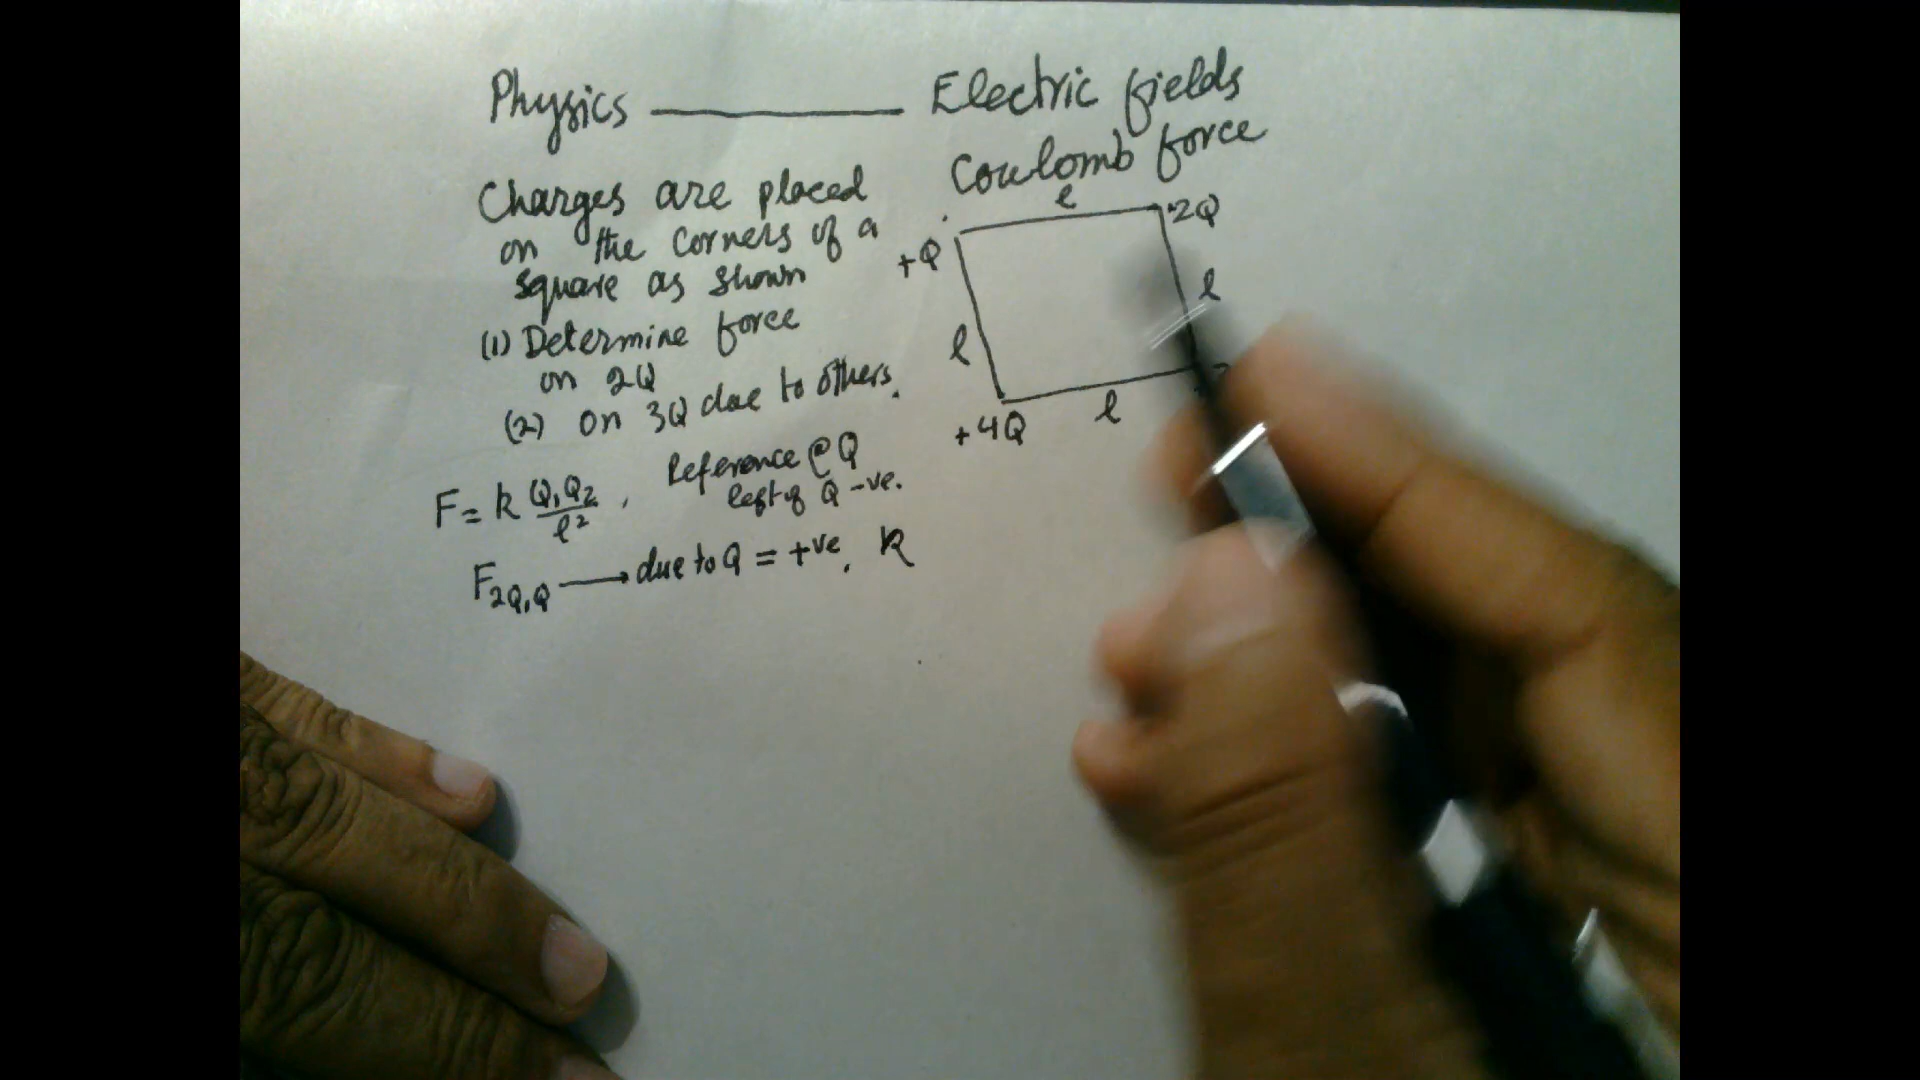 Physics ——— Electric fields
Coulomb force
Charges are placed
on the corners of a
square as shown
(1) Determine force
on 2Q
(2) on 3Q due to others.
l
2Q
+Q
l
l
+4Q
l
F = k Q₁Q₂/l² ,
Reference @ Q
left of Q -ve.
F2Q,Q → due to Q = +ve. k